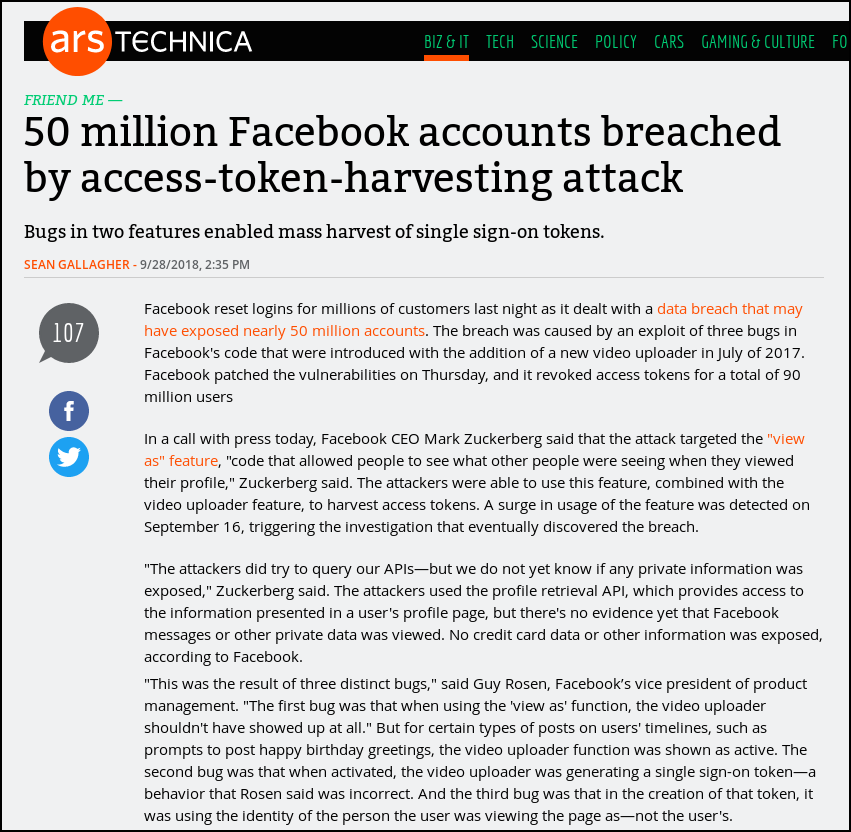 ars TECHNICA
BIZ & IT TECH SCIENCE POLICY CARS GAMING & CULTURE FO
FRIEND ME —
50 million Facebook accounts breached
by access-token-harvesting attack
Bugs in two features enabled mass harvest of single sign-on tokens.
SEAN GALLAGHER - 9/28/2018, 2:35 PM
107
Facebook reset logins for millions of customers last night as it dealt with a data breach that may
have exposed nearly 50 million accounts. The breach was caused by an exploit of three bugs in
Facebook's code that were introduced with the addition of a new video uploader in July of 2017.
Facebook patched the vulnerabilities on Thursday, and it revoked access tokens for a total of 90
million users
In a call with press today, Facebook CEO Mark Zuckerberg said that the attack targeted the "view
as" feature, "code that allowed people to see what other people were seeing when they viewed
their profile," Zuckerberg said. The attackers were able to use this feature, combined with the
video uploader feature, to harvest access tokens. A surge in usage of the feature was detected on
September 16, triggering the investigation that eventually discovered the breach.
"The attackers did try to query our APIs—but we do not yet know if any private information was
exposed," Zuckerberg said. The attackers used the profile retrieval API, which provides access to
the information presented in a user's profile page, but there's no evidence yet that Facebook
messages or other private data was viewed. No credit card data or other information was exposed,
according to Facebook.
"This was the result of three distinct bugs," said Guy Rosen, Facebook’s vice president of product
management. "The first bug was that when using the 'view as' function, the video uploader
shouldn't have showed up at all." But for certain types of posts on users' timelines, such as
prompts to post happy birthday greetings, the video uploader function was shown as active. The
second bug was that when activated, the video uploader was generating a single sign-on token—a
behavior that Rosen said was incorrect. And the third bug was that in the creation of that token, it
was using the identity of the person the user was viewing the page as—not the user's.